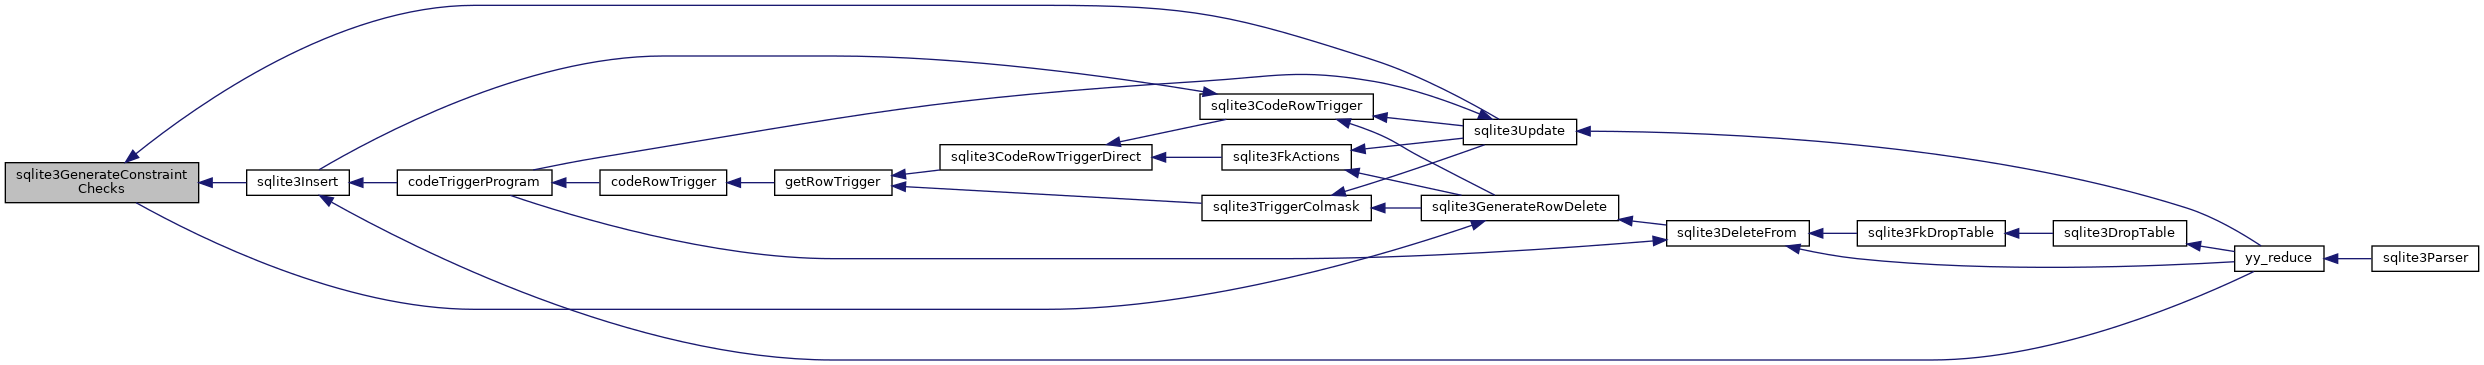 sqlite3GenerateConstraint
Checks
sqlite3Insert
codeTriggerProgram
codeRowTrigger
getRowTrigger
sqlite3CodeRowTriggerDirect
sqlite3CodeRowTrigger
sqlite3FkActions
sqlite3TriggerColmask
sqlite3Update
sqlite3GenerateRowDelete
sqlite3DeleteFrom
sqlite3FkDropTable
sqlite3DropTable
yy_reduce
sqlite3Parser